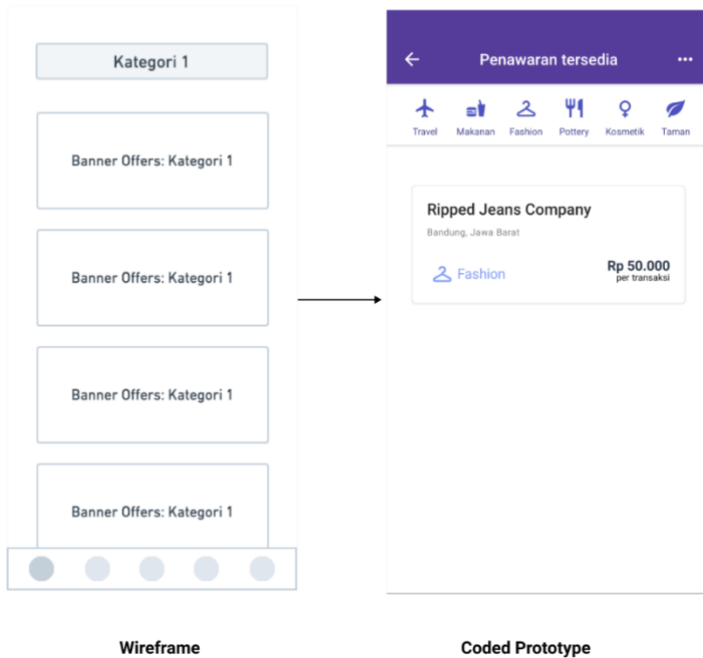 Kategori 1
Banner Offers: Kategori 1
Banner Offers: Kategori 1
Banner Offers: Kategori 1
Banner Offers: Kategori 1
Wireframe
Penawaran tersedia
Travel Makanan Fashion Pottery Kosmetik Taman
Ripped Jeans Company
Bandung, Jawa Barat
Fashion
Rp 50.000
per transaksi
Coded Prototype